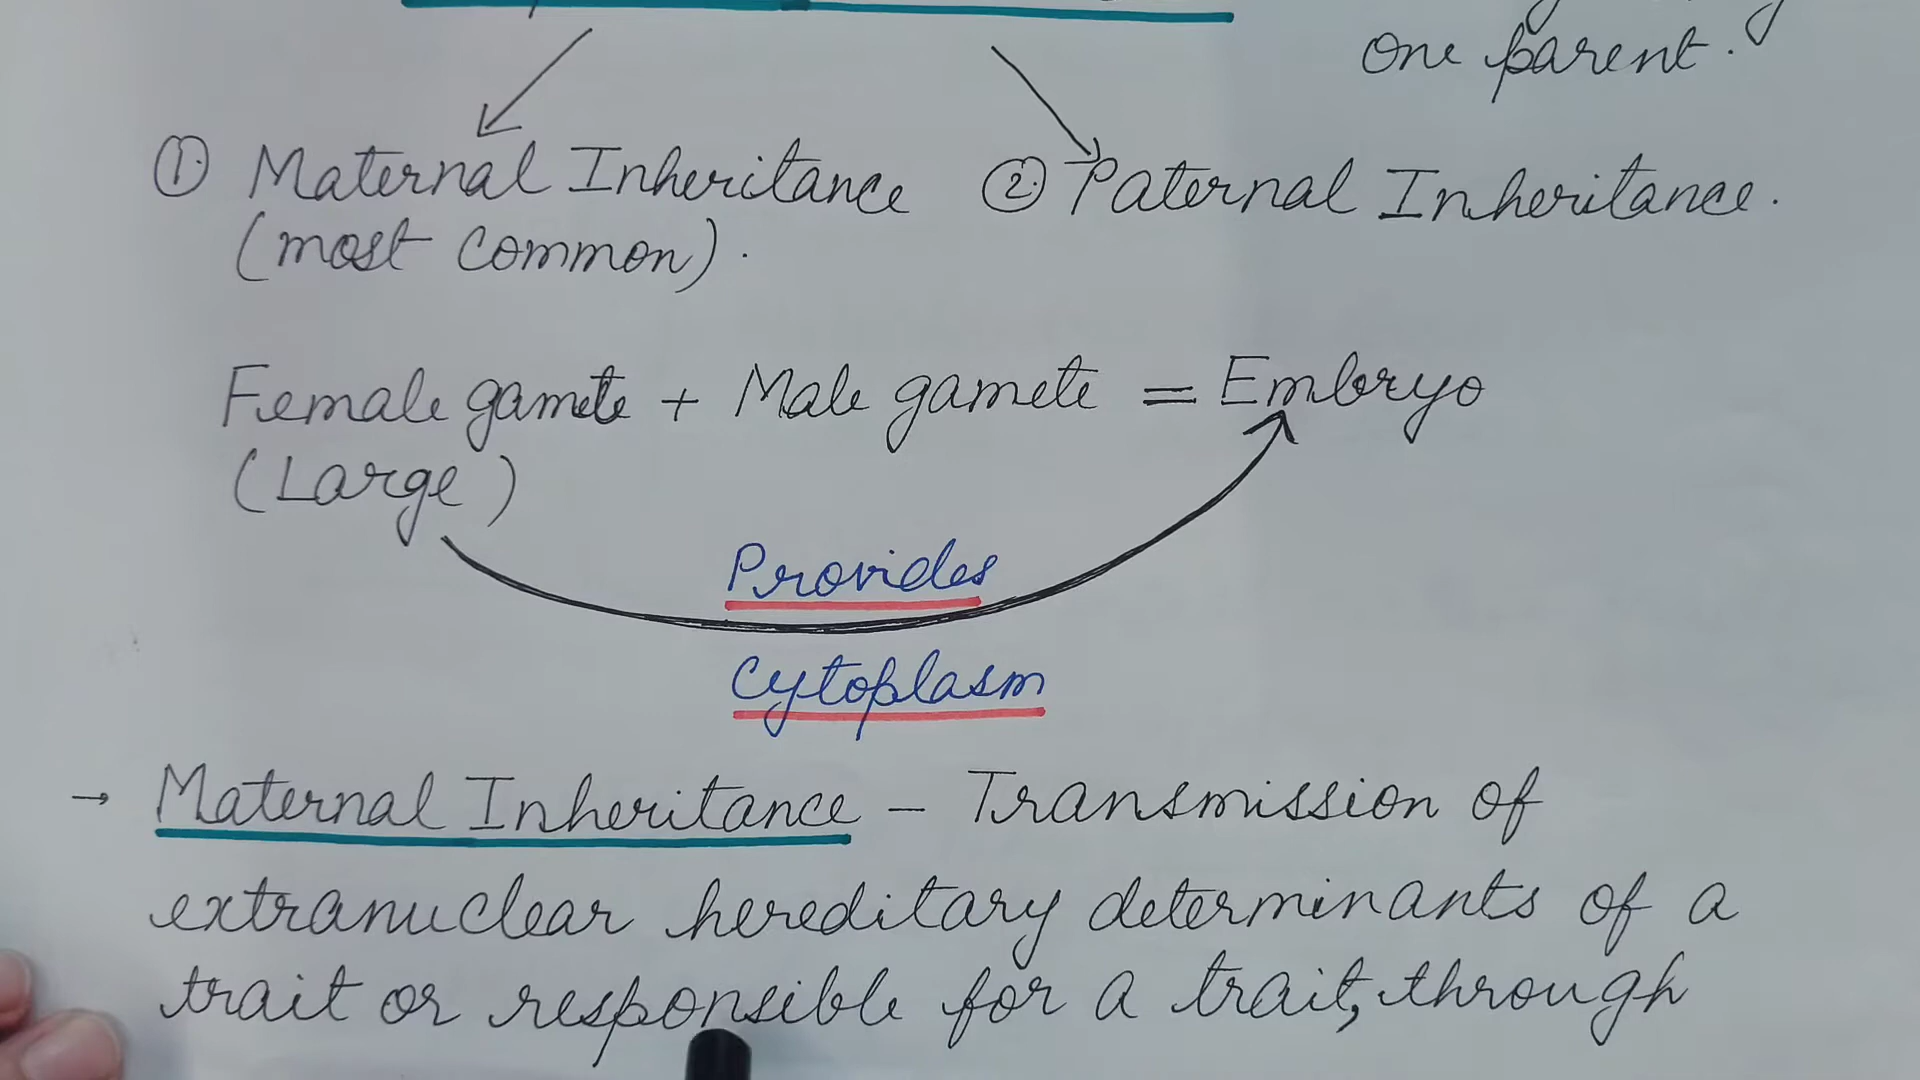 one parent.
① Maternal Inheritance ② Paternal Inheritance.
(most common).
Female gamete + Male gamete = Embryo
(Large)
Provides
Cytoplasm
→ Maternal Inheritance - Transmission of
extranuclear hereditary determinants of a
trait or responsible for a trait, through